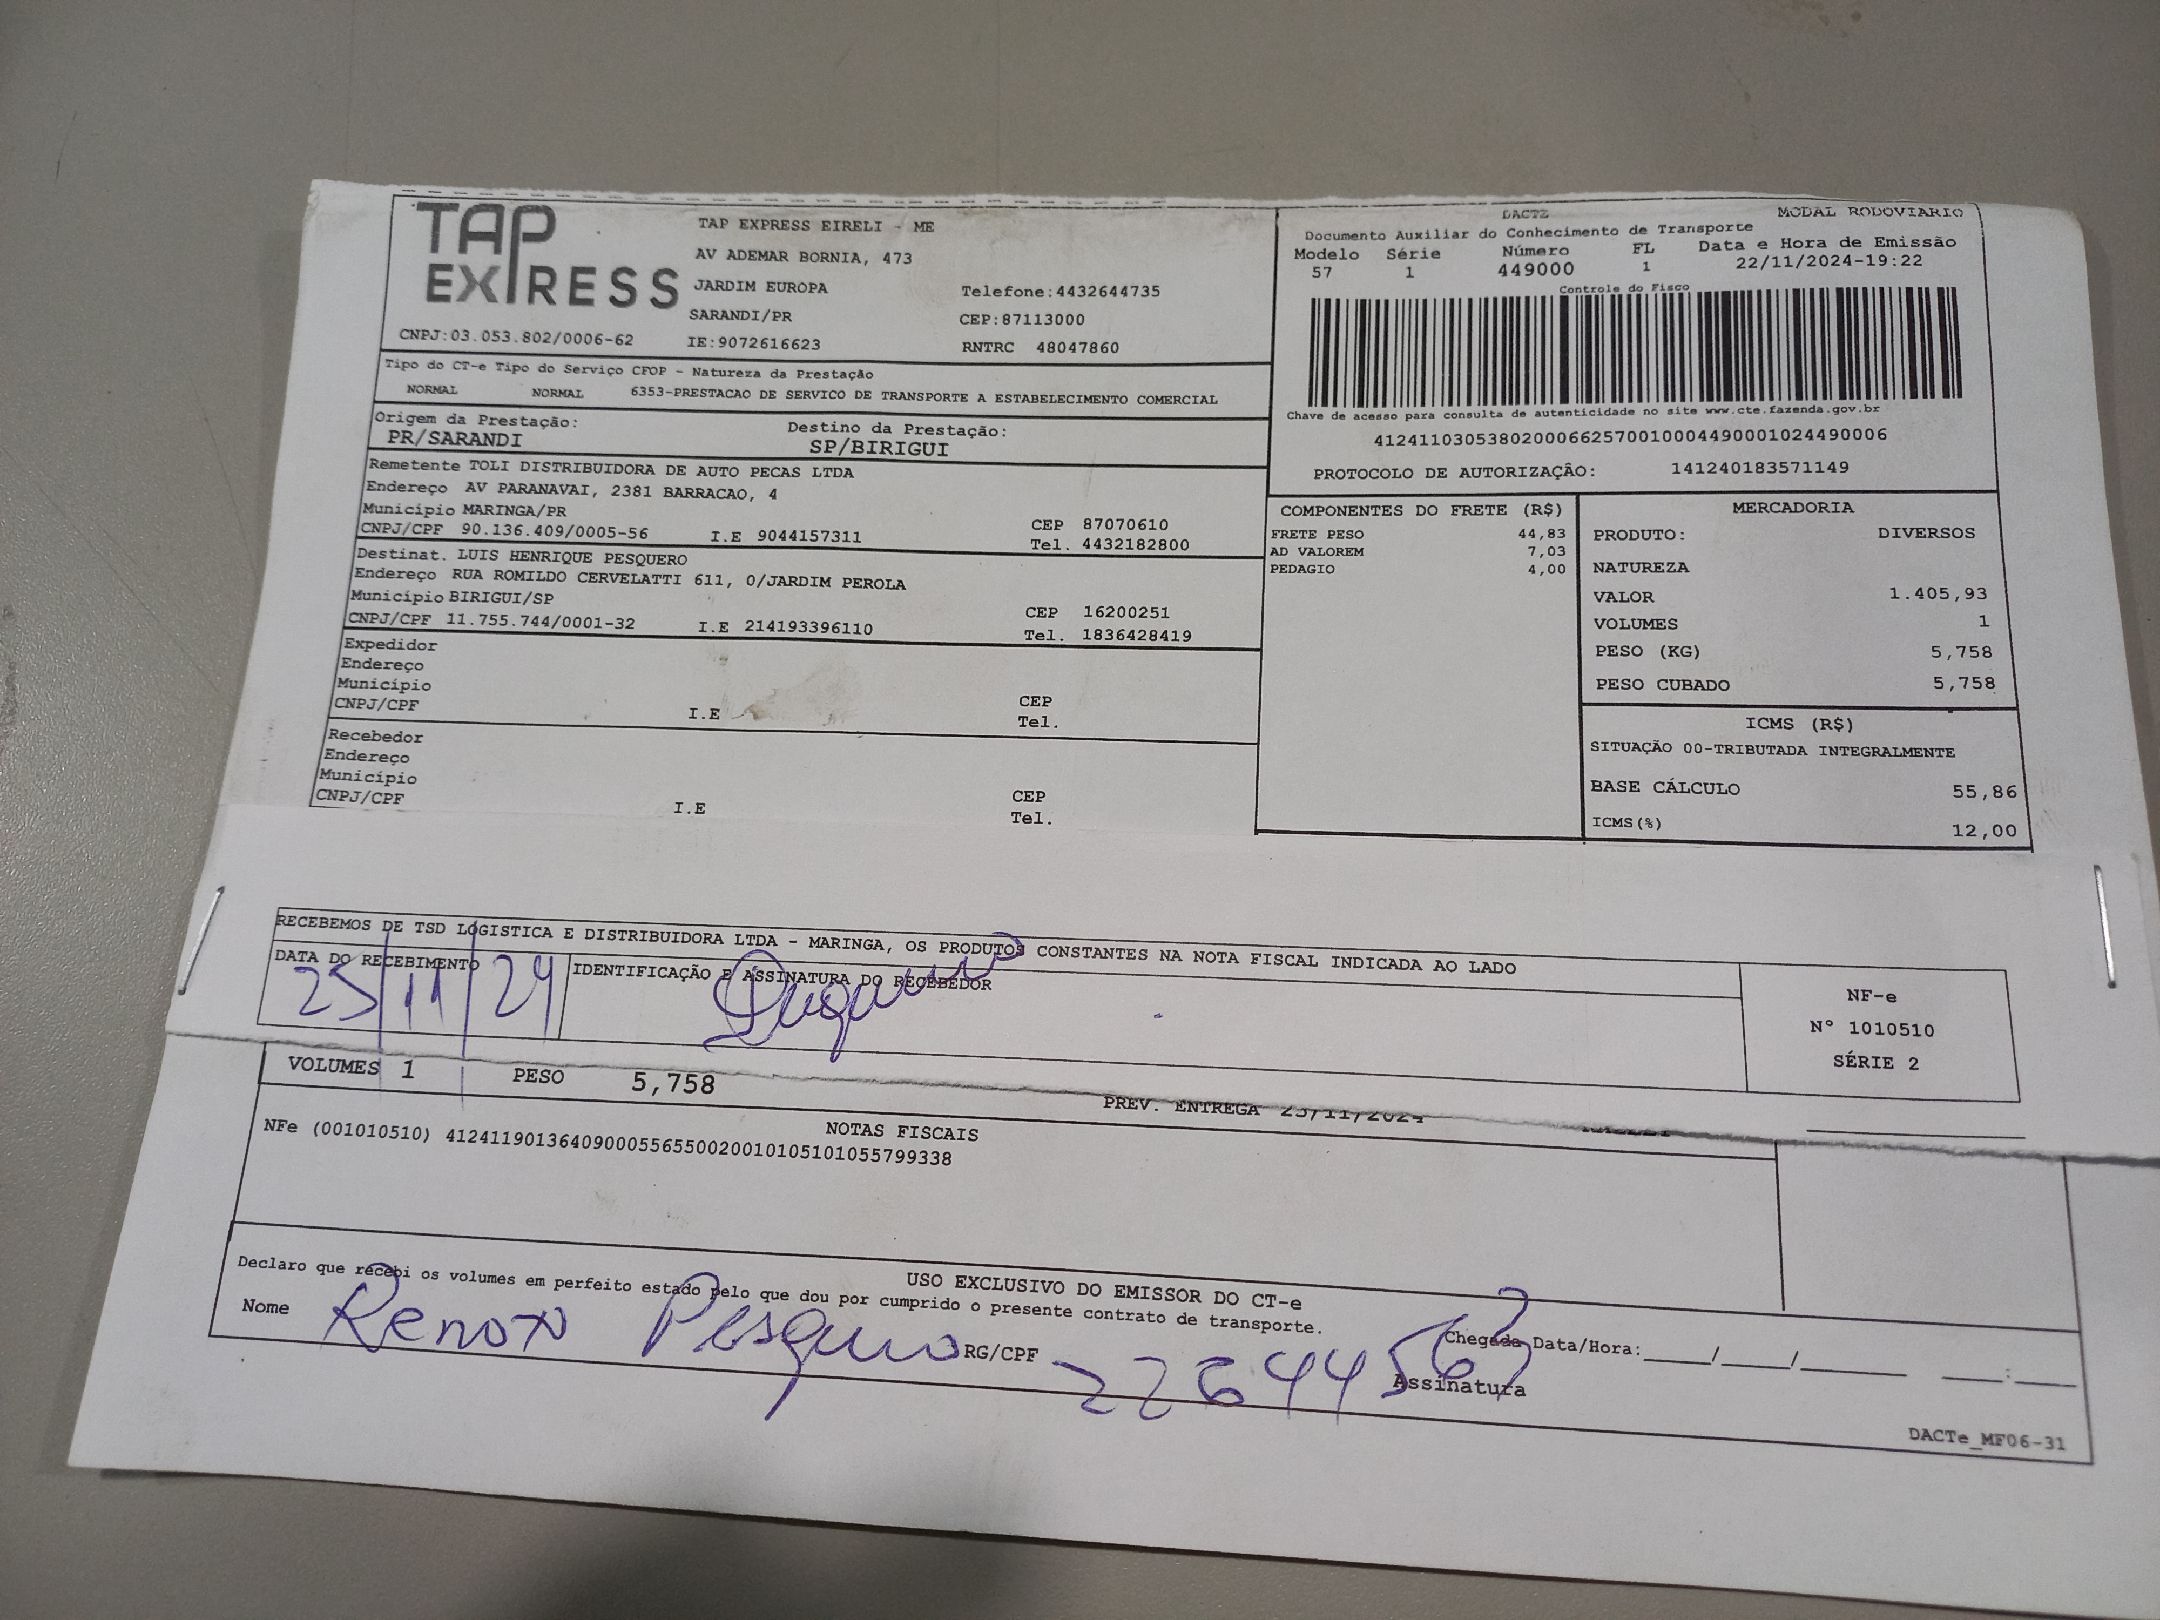 TAP EXPRESS
TAP EXPRESS EIRELI - ME
AV ADEMAR BORNIA, 473
JARDIM EUROPA
Telefone:4432644735
SARANDI/PR
CEP:87113000
CNPJ:03.053.802/0006-62
IE:9072616623
RNTRC 48047860
DACTE
MODAL RODOVIARIO
Documento Auxiliar do Conhecimento de Transporte
Modelo Série Número FL Data e Hora de Emissão
57 1 449000 1 22/11/2024-19:22
Controle do Fisco
Chave de acesso para consulta de autenticidade no site www.cte.fazenda.gov.br
41241103053802000662570010004490001024490006
PROTOCOLO DE AUTORIZAÇÃO: 141240183571149
Tipo do CT-e Tipo do Serviço CFOP - Natureza da Prestação
NORMAL NORMAL 6353-PRESTACAO DE SERVICO DE TRANSPORTE A ESTABELECIMENTO COMERCIAL
Origem da Prestação: Destino da Prestação:
PR/SARANDI SP/BIRIGUI
Remetente TOLI DISTRIBUIDORA DE AUTO PECAS LTDA
Endereço AV PARANAVAI, 2381 BARRACAO, 4
Município MARINGA/PR CEP 87070610
CNPJ/CPF 90.136.409/0005-56 I.E 9044157311 Tel. 4432182800
Destinat. LUIS HENRIQUE PESQUERO
Endereço RUA ROMILDO CERVELATTI 611, 0/JARDIM PEROLA
Município BIRIGUI/SP CEP 16200251
CNPJ/CPF 11.755.744/0001-32 I.E 214193396110 Tel. 1836428419
Expedidor
Endereço
Município CEP
CNPJ/CPF I.E Tel.
Recebedor
Endereço
Município CEP
CNPJ/CPF I.E Tel.
COMPONENTES DO FRETE (R$)
FRETE PESO 44,83
AD VALOREM 7,03
PEDAGIO 4,00
MERCADORIA
PRODUTO: DIVERSOS
NATUREZA
VALOR 1.405,93
VOLUMES 1
PESO (KG) 5,758
PESO CUBADO 5,758
ICMS (R$)
SITUAÇÃO 00-TRIBUTADA INTEGRALMENTE
BASE CÁLCULO 55,86
ICMS(%) 12,00
RECEBEMOS DE TSD LOGISTICA E DISTRIBUIDORA LTDA - MARINGA, OS PRODUTOS CONSTANTES NA NOTA FISCAL INDICADA AO LADO
DATA DO RECEBIMENTO IDENTIFICAÇÃO E ASSINATURA DO RECEBEDOR
25/11/24
NF-e
Nº 1010510
SÉRIE 2
VOLUMES 1 PESO 5,758 PREV. ENTREGA 25/11/2024
NOTAS FISCAIS
NFe (001010510) 41241190136409000556550020010105101055799338
USO EXCLUSIVO DO EMISSOR DO CT-e
Declaro que recebi os volumes em perfeito estado pelo que dou por cumprido o presente contrato de transporte.
Nome RG/CPF Chegada Data/Hora:_____/_____/________ _____:_____
Assinatura
DACTe_MF06-31